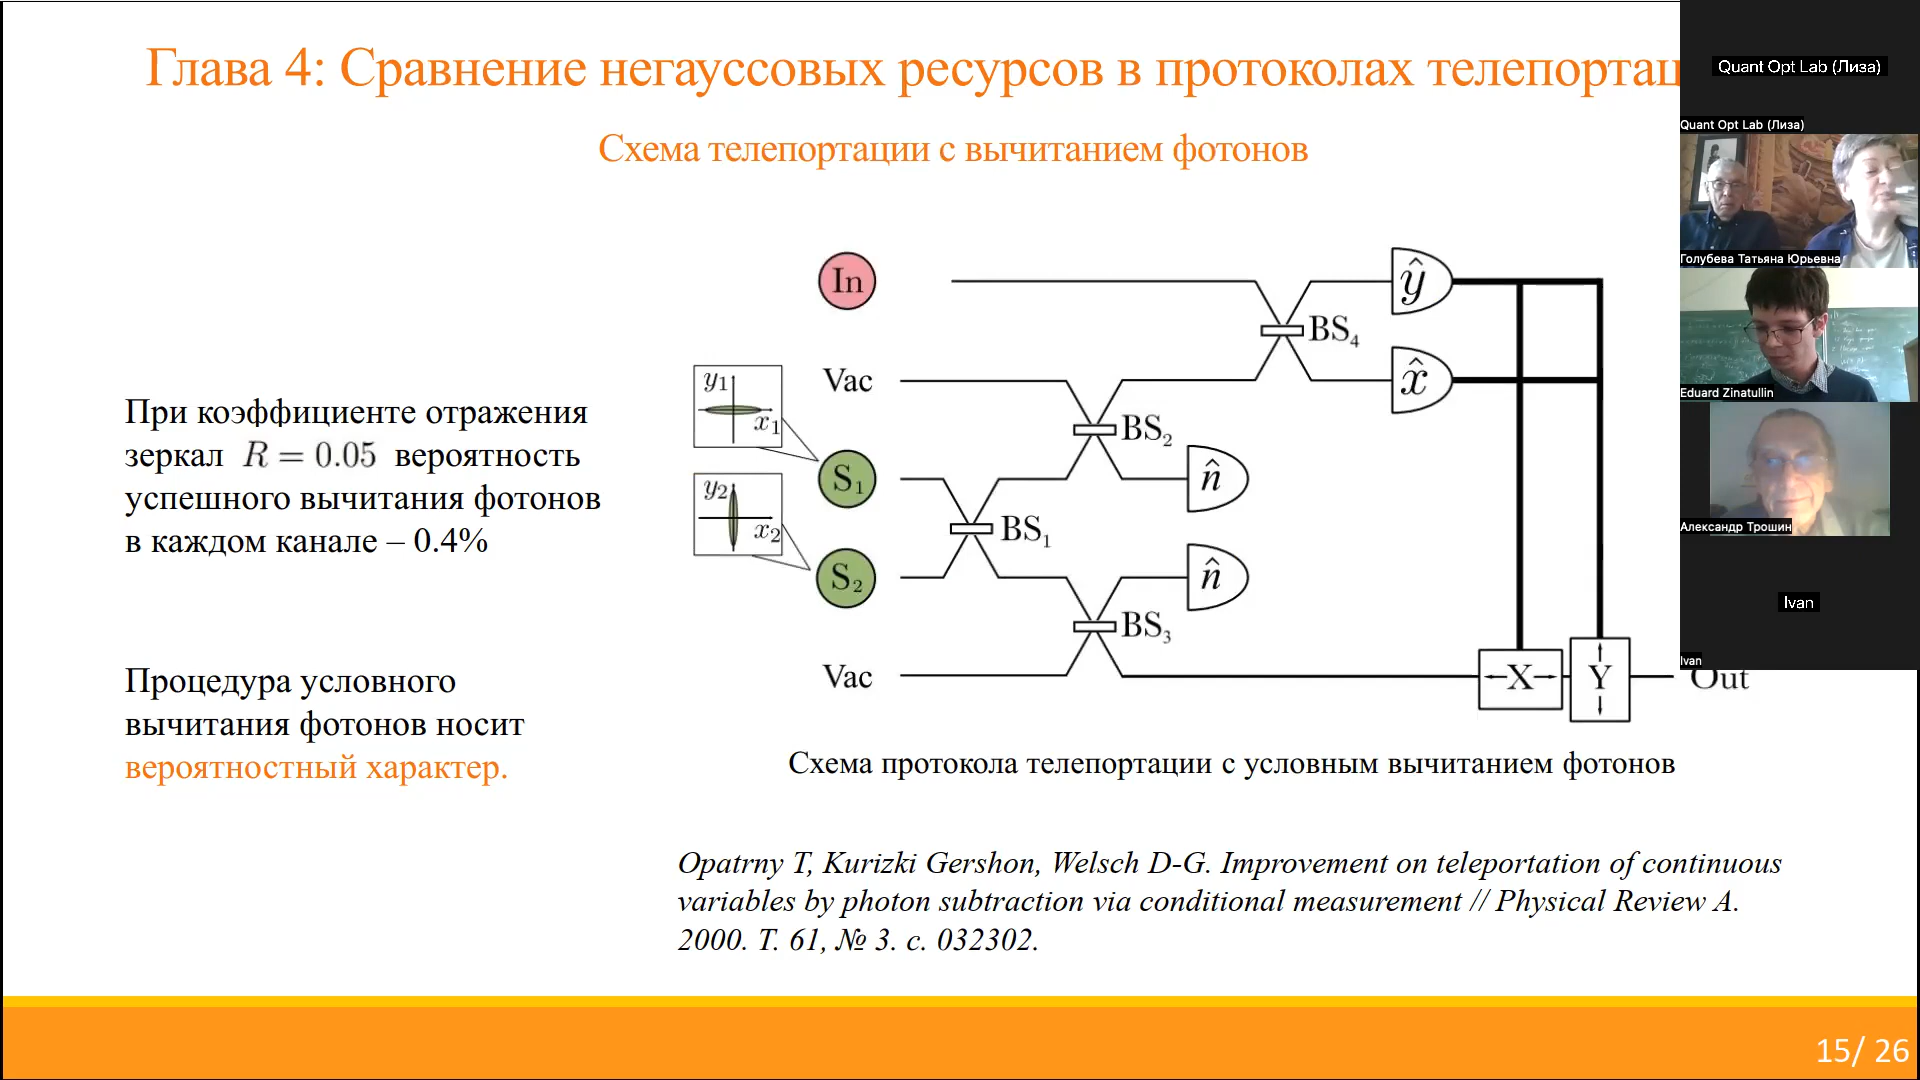 Глава 4: Сравнение негауссовых ресурсов в протоколах телепортац
Схема телепортации с вычитанием фотонов
При коэффициенте отражения
зеркал R = 0.05 вероятность
успешного вычитания фотонов
в каждом канале – 0.4%
Процедура условного
вычитания фотонов носит
вероятностный характер.
In
Vac
y₁
x₁
S₁
y₂
x₂
S₂
Vac
BS₁
BS₂
BS₃
BS₄
n̂
n̂
ŷ
x̂
X
Y
Out
Схема протокола телепортации с условным вычитанием фотонов
Opatrny T, Kurizki Gershon, Welsch D-G. Improvement on teleportation of continuous
variables by photon subtraction via conditional measurement // Physical Review A.
2000. T. 61, № 3. c. 032302.
15/ 26
Quant Opt Lab (Лиза)
Quant Opt Lab (Лиза)
Голубева Татьяна Юрьевна
Eduard Zinatullin
Александр Трошин
Ivan
Ivan